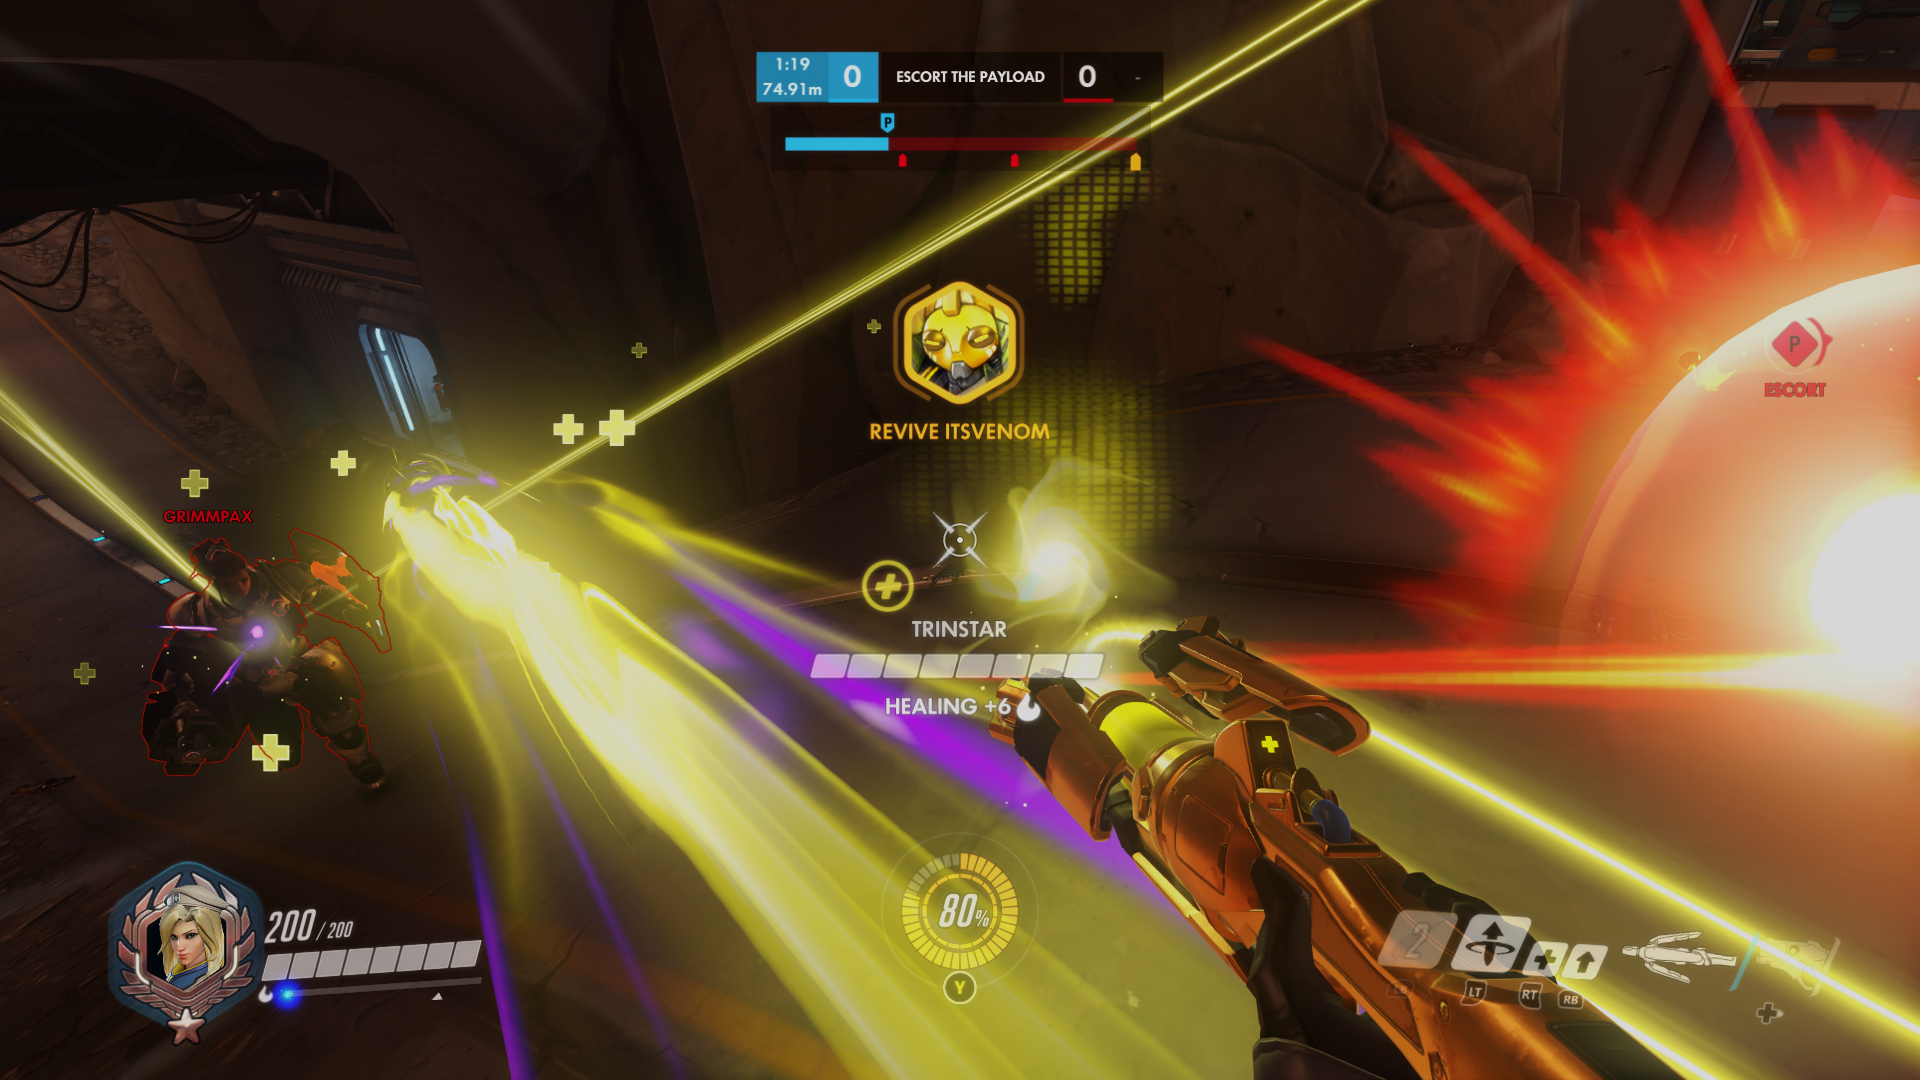 1:19
74.91m
0
ESCORT THE PAYLOAD
0
-
P
P
ESCORT
REVIVE ITSVENOM
GRIMMPAX
TRINSTAR
HEALING +6
200 / 200
80%
Y
2
LB
LT
RT
RB